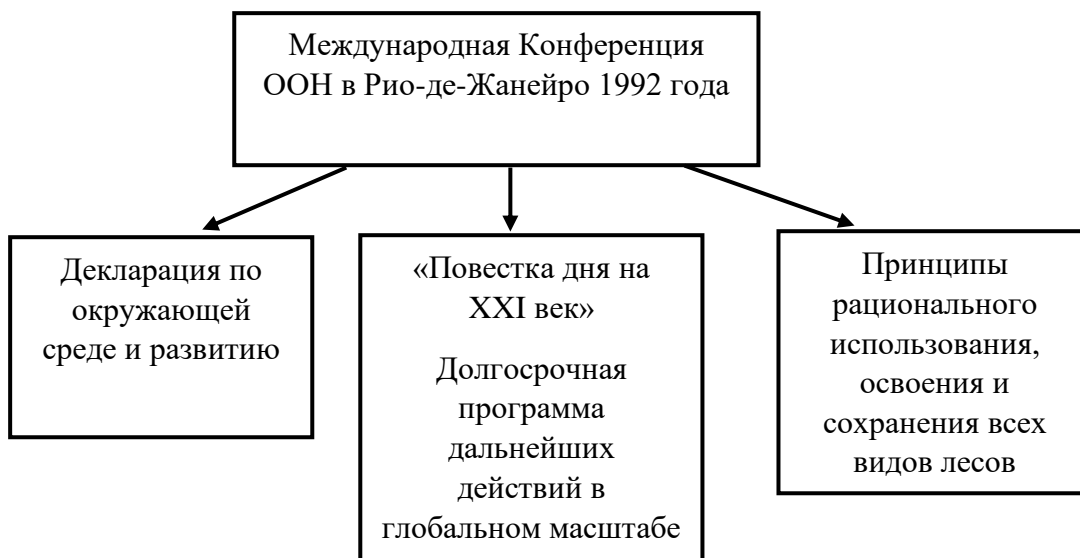 Международная Конференция
ООН в Рио-де-Жанейро 1992 года
Декларация по
окружающей
среде и развитию
«Повестка дня на
XXI век»
Долгосрочная
программа
дальнейших
действий в
глобальном масштабе
Принципы
рационального
использования,
освоения и
сохранения всех
видов лесов